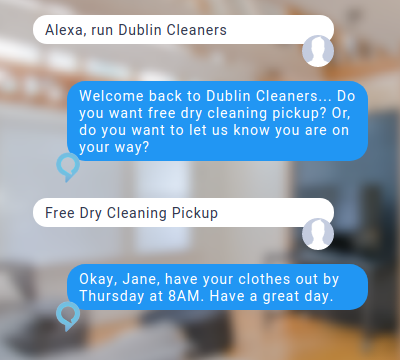 Alexa, run Dublin Cleaners
Welcome back to Dublin Cleaners... Do
you want free dry cleaning pickup? Or,
do you want to let us know you are on
your way?
Free Dry Cleaning Pickup
Okay, Jane, have your clothes out by
Thursday at 8AM. Have a great day.